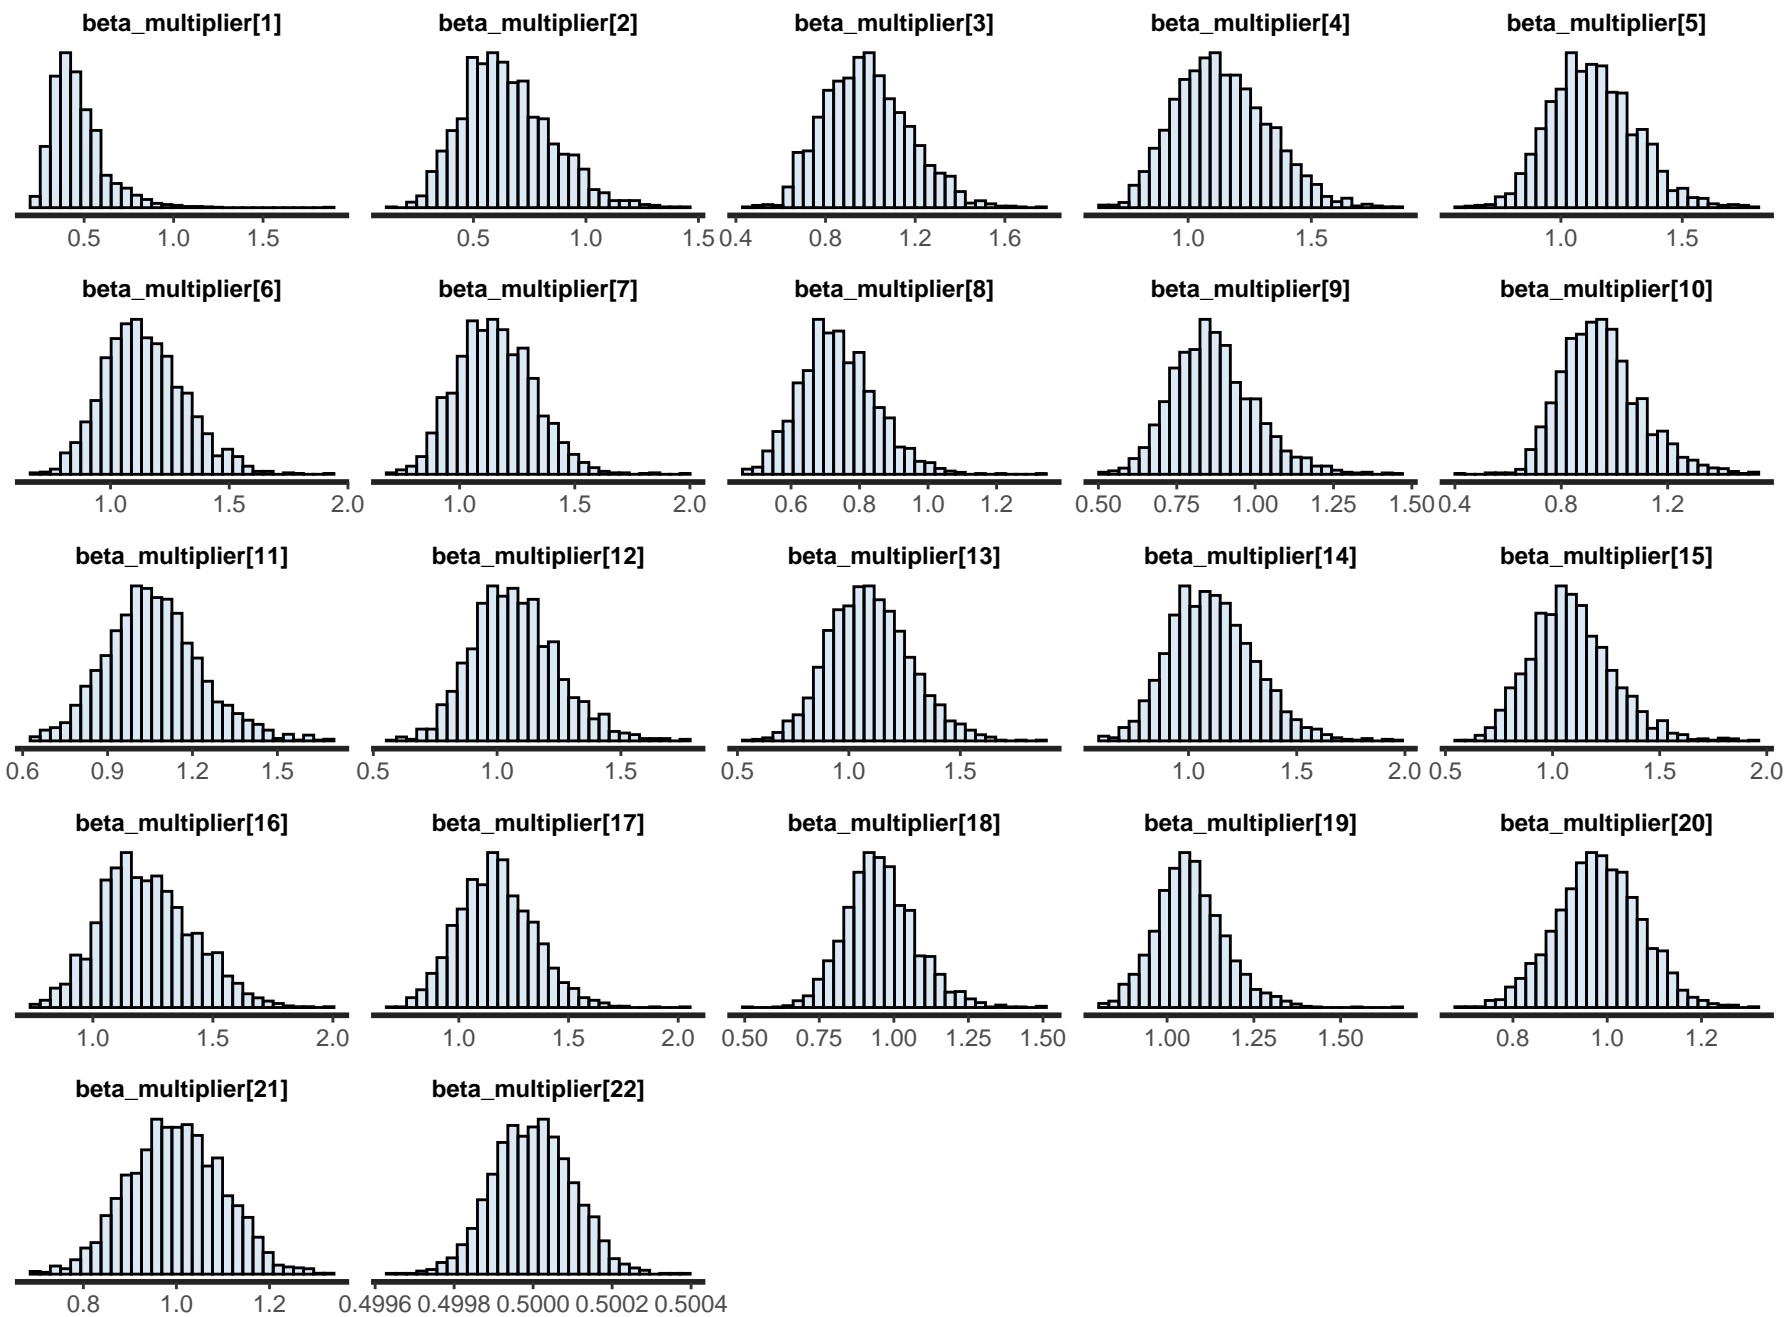 beta_multiplier[1] beta_multiplier[2] beta_multiplier[3] beta_multiplier[4] beta_multiplier[5]
0.5 1.0 1.5 0.5 1.0 1.5 0.4 0.8 1.2 1.6 1.0 1.5 1.0 1.5
beta_multiplier[6] beta_multiplier[7] beta_multiplier[8] beta_multiplier[9] beta_multiplier[10]
1.0 1.5 2.0 1.0 1.5 2.0 0.6 0.8 1.0 1.2 0.50 0.75 1.00 1.25 1.50 0.4 0.8 1.2
beta_multiplier[11] beta_multiplier[12] beta_multiplier[13] beta_multiplier[14] beta_multiplier[15]
0.6 0.9 1.2 1.5 0.5 1.0 1.5 0.5 1.0 1.5 1.0 1.5 2.0 0.5 1.0 1.5 2.0
beta_multiplier[16] beta_multiplier[17] beta_multiplier[18] beta_multiplier[19] beta_multiplier[20]
1.0 1.5 2.0 1.0 1.5 2.0 0.50 0.75 1.00 1.25 1.50 1.00 1.25 1.50 0.8 1.0 1.2
beta_multiplier[21] beta_multiplier[22]
0.8 1.0 1.2 0.4996 0.4998 0.5000 0.5002 0.5004